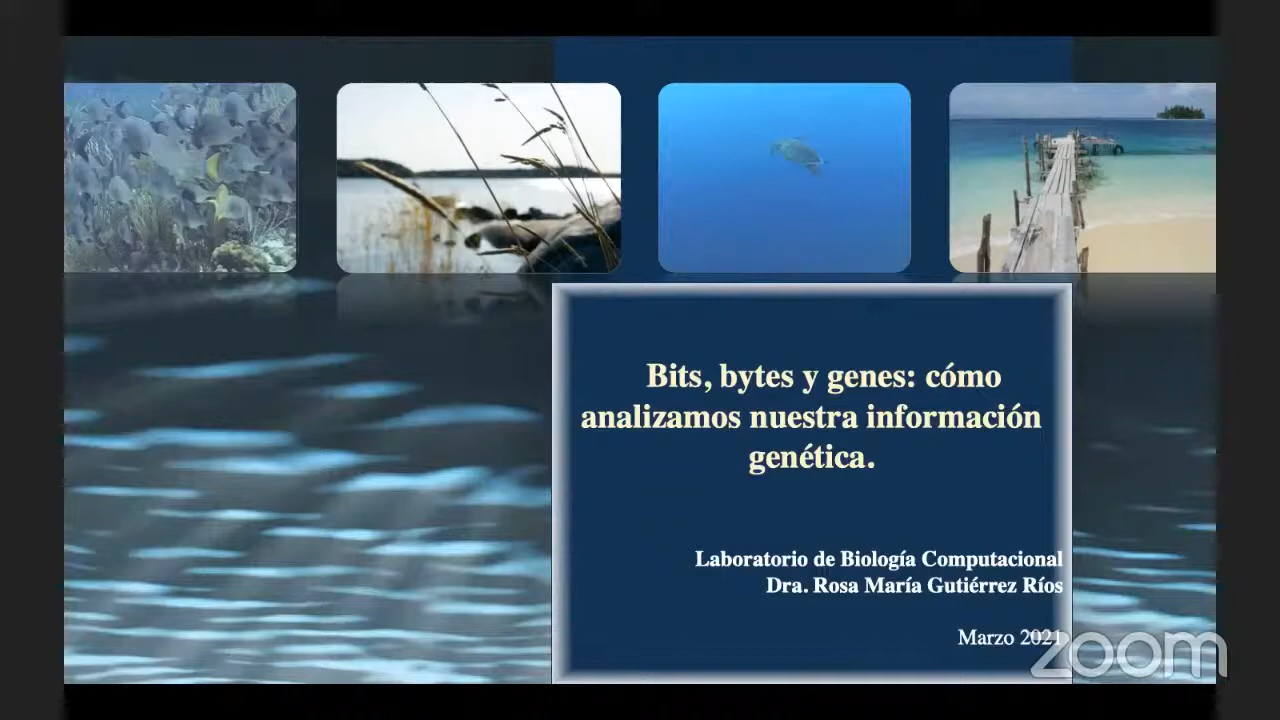 Bits, bytes y genes: cómo
analizamos nuestra información
genética.
Laboratorio de Biología Computacional
Dra. Rosa María Gutiérrez Ríos
Marzo 2021
zoom